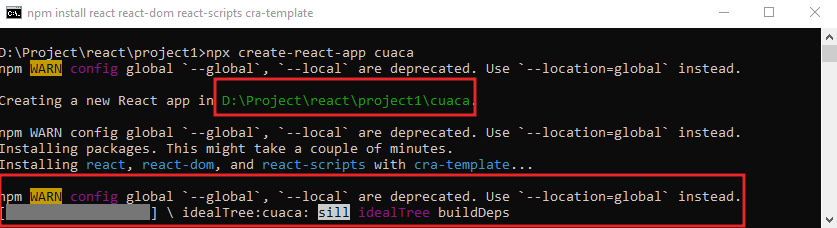 npm install react react-dom react-scripts cra-template
D:\Project\react\project1>npx create-react-app cuaca
npm WARN config global `--global`, `--local` are deprecated. Use `--location=global` instead.
Creating a new React app in D:\Project\react\project1\cuaca.
npm WARN config global `--global`, `--local` are deprecated. Use `--location=global` instead.
Installing packages. This might take a couple of minutes.
Installing react, react-dom, and react-scripts with cra-template...
npm WARN config global `--global`, `--local` are deprecated. Use `--location=global` instead.
[                  ] \ idealTree:cuaca: sill idealTree buildDeps